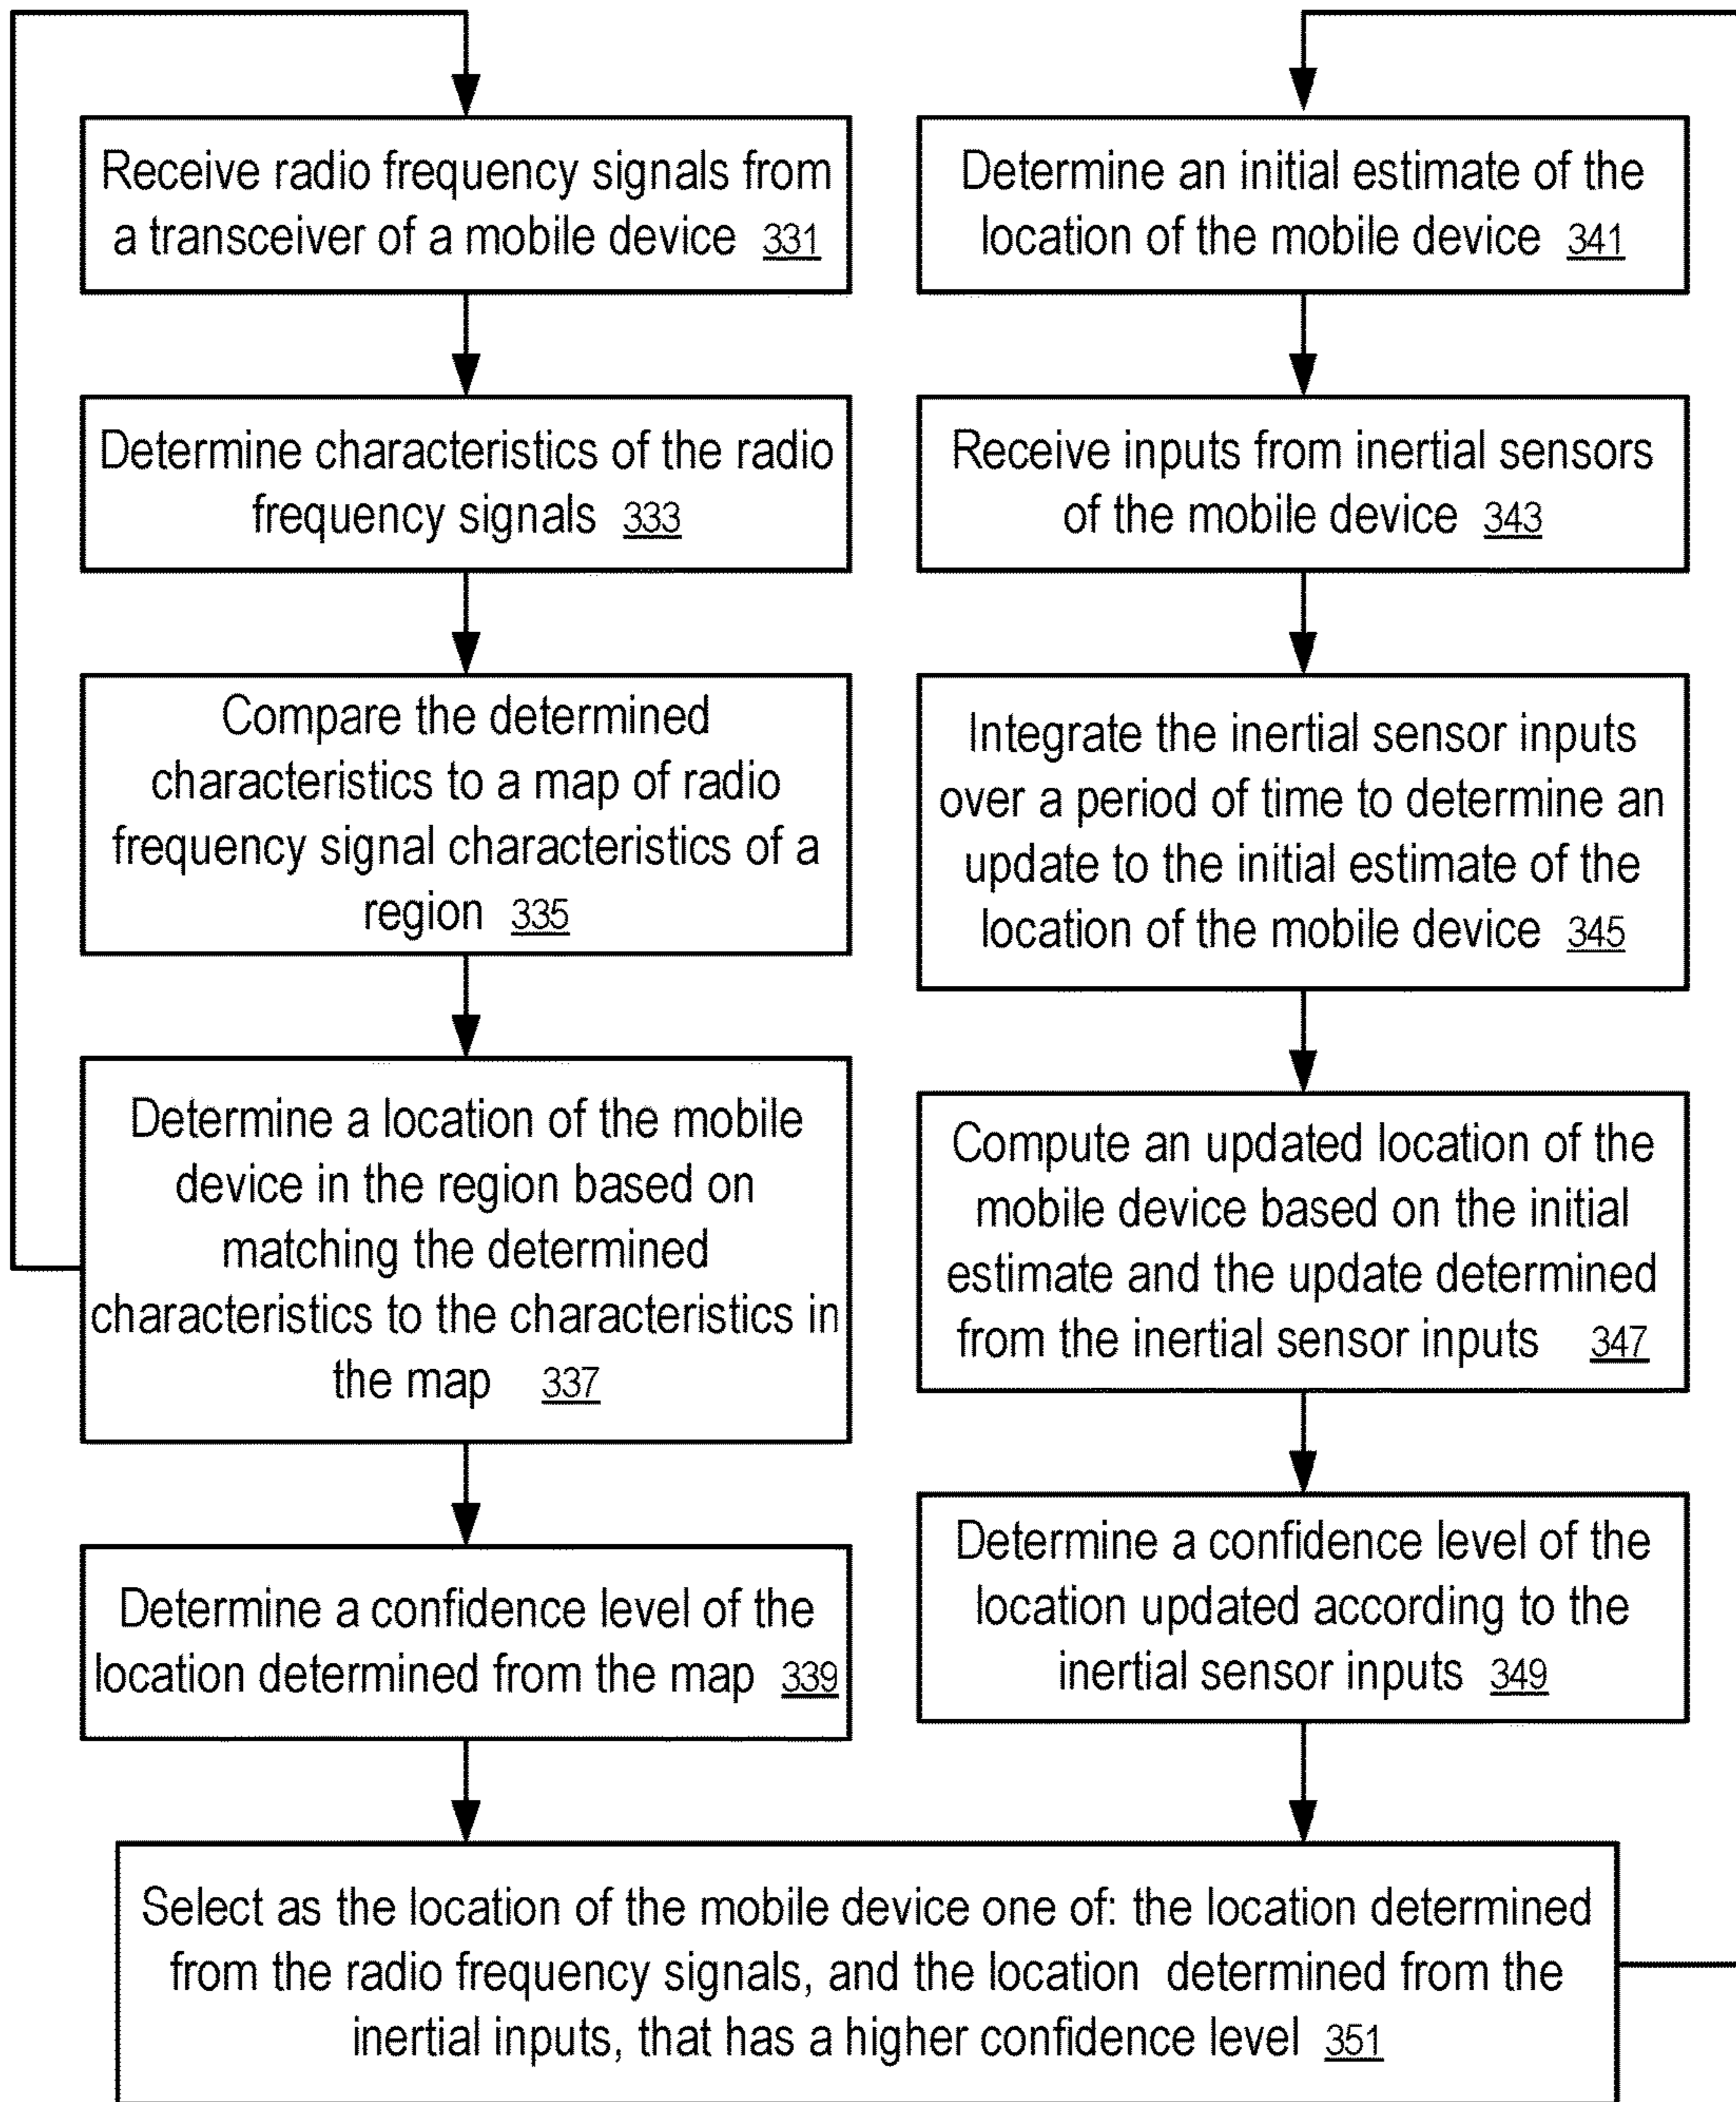 Receive radio frequency signals from
a transceiver of a mobile device 331
Determine characteristics of the radio
frequency signals 333
Compare the determined
characteristics to a map of radio
frequency signal characteristics of a
region 335
Determine a location of the mobile
device in the region based on
matching the determined
characteristics to the characteristics in
the map 337
Determine a confidence level of the
location determined from the map 339
Determine an initial estimate of the
location of the mobile device 341
Receive inputs from inertial sensors
of the mobile device 343
Integrate the inertial sensor inputs
over a period of time to determine an
update to the initial estimate of the
location of the mobile device 345
Compute an updated location of the
mobile device based on the initial
estimate and the update determined
from the inertial sensor inputs 347
Determine a confidence level of the
location updated according to the
inertial sensor inputs 349
Select as the location of the mobile device one of: the location determined
from the radio frequency signals, and the location determined from the
inertial inputs, that has a higher confidence level 351